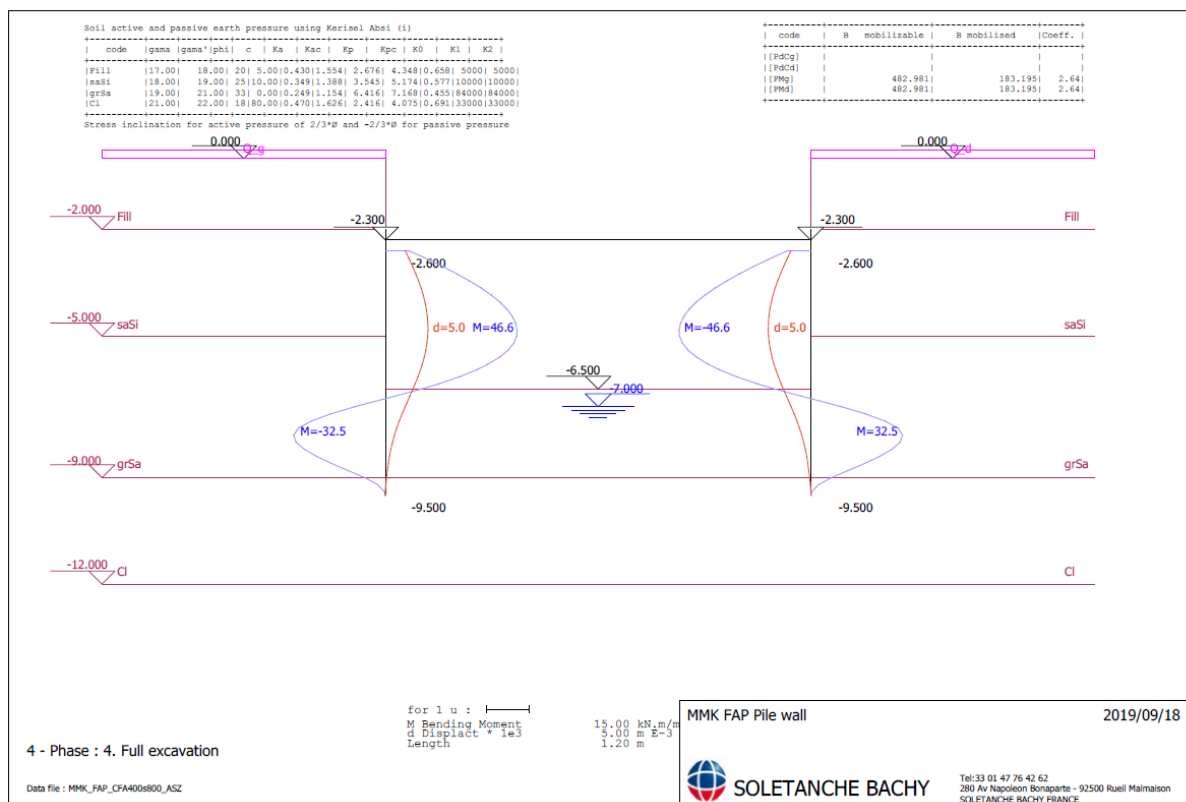 Soil active and passive earth pressure using Kerisel Absi (i)
| code |gama |gama'|phi| c | Ka | Kac | Kp | Kpc | K0 | K1 | K2 |
|Fill |17.00| 18.00| 20| 5.00|0.430|1.554| 2.676| 4.348|0.658| 5000| 5000|
|saSi |18.00| 19.00| 25|10.00|0.349|1.388| 3.545| 5.174|0.577|10000|10000|
|grSa |19.00| 21.00| 33| 0.00|0.249|1.154| 6.416| 7.168|0.455|84000|84000|
|Cl |21.00| 22.00| 18|80.00|0.470|1.626| 2.416| 4.075|0.691|33000|33000|
Stress inclination for active pressure of 2/3*Ø and -2/3*Ø for passive pressure
| code | B mobilizable | B mobilised |Coeff. |
|[PdCg] | | | |
|[PdCd] | | | |
|[PMg] | 482.981| 183.195| 2.64|
|[PMd] | 482.981| 183.195| 2.64|
0.000
0.000
-2.000
Fill
-2.300
-2.300
Fill
-2.600
-2.600
-5.000
saSi
d=5.0
M=46.6
M=-46.6
d=5.0
saSi
-6.500
-7.000
M=-32.5
M=32.5
-9.000
grSa
grSa
-9.500
-9.500
-12.000
Cl
Cl
for 1 u :
M Bending Moment 15.00 kN.m/m
d Displact * 1e3 5.00 m E-3
Length 1.20 m
4 - Phase : 4. Full excavation
Data file : MMK_FAP_CFA400s800_ASZ
MMK FAP Pile wall
2019/09/18
SOLETANCHE BACHY
Tel:33 01 47 76 42 62
280 Av Napoleon Bonaparte - 92500 Rueil Malmaison
SOLETANCHE BACHY FRANCE